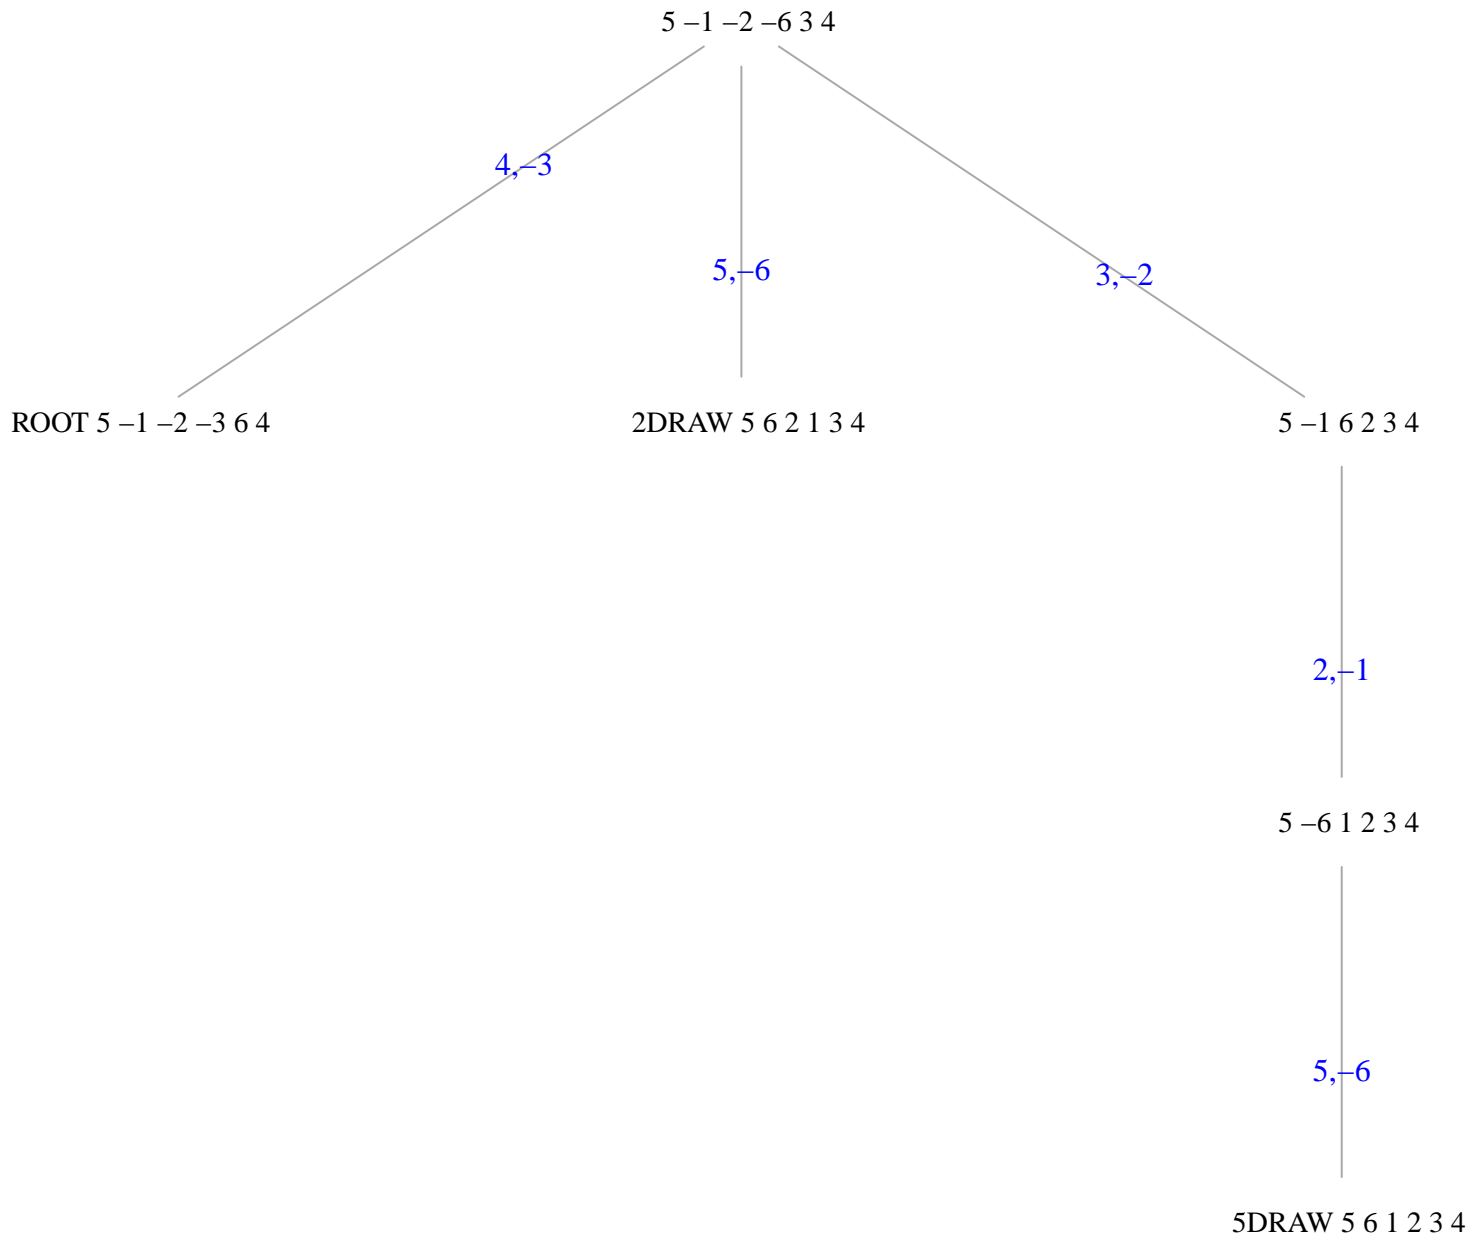 5 –1 –2 –6 3 4
4,–3
5,–6
3,–2
ROOT 5 –1 –2 –3 6 4
2DRAW 5 6 2 1 3 4
5 –1 6 2 3 4
2,–1
5 –6 1 2 3 4
5,–6
5DRAW 5 6 1 2 3 4